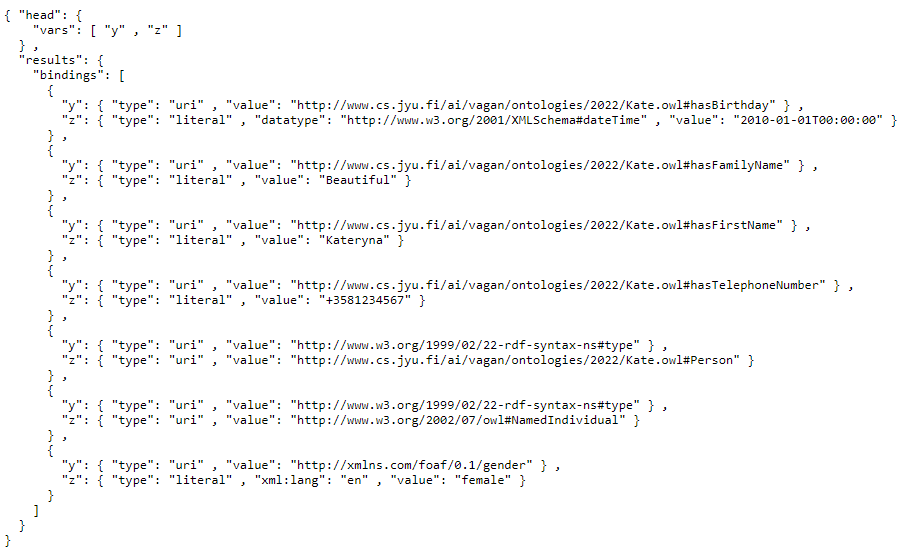 { "head": {
    "vars": [ "y" , "z" ]
  } ,
  "results": {
    "bindings": [
      {
        "y": { "type": "uri" , "value": "http://www.cs.jyu.fi/ai/vagan/ontologies/2022/Kate.owl#hasBirthday" } ,
        "z": { "type": "literal" , "datatype": "http://www.w3.org/2001/XMLSchema#dateTime" , "value": "2010-01-01T00:00:00" }
      } ,
      {
        "y": { "type": "uri" , "value": "http://www.cs.jyu.fi/ai/vagan/ontologies/2022/Kate.owl#hasFamilyName" } ,
        "z": { "type": "literal" , "value": "Beautiful" }
      } ,
      {
        "y": { "type": "uri" , "value": "http://www.cs.jyu.fi/ai/vagan/ontologies/2022/Kate.owl#hasFirstName" } ,
        "z": { "type": "literal" , "value": "Kateryna" }
      } ,
      {
        "y": { "type": "uri" , "value": "http://www.cs.jyu.fi/ai/vagan/ontologies/2022/Kate.owl#hasTelephoneNumber" } ,
        "z": { "type": "literal" , "value": "+3581234567" }
      } ,
      {
        "y": { "type": "uri" , "value": "http://www.w3.org/1999/02/22-rdf-syntax-ns#type" } ,
        "z": { "type": "uri" , "value": "http://www.cs.jyu.fi/ai/vagan/ontologies/2022/Kate.owl#Person" }
      } ,
      {
        "y": { "type": "uri" , "value": "http://www.w3.org/1999/02/22-rdf-syntax-ns#type" } ,
        "z": { "type": "uri" , "value": "http://www.w3.org/2002/07/owl#NamedIndividual" }
      } ,
      {
        "y": { "type": "uri" , "value": "http://xmlns.com/foaf/0.1/gender" } ,
        "z": { "type": "literal" , "xml:lang": "en" , "value": "female" }
      }
    ]
  }
}